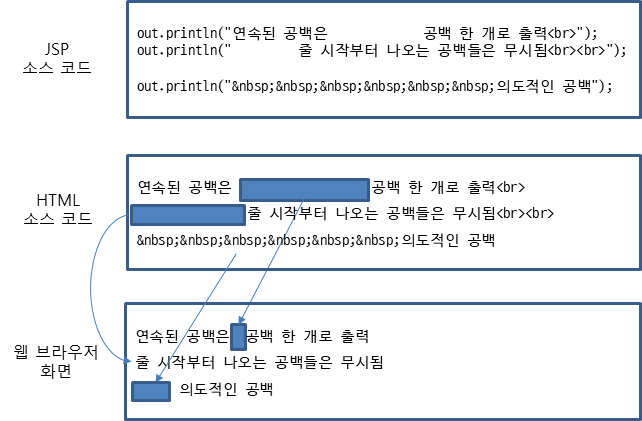 JSP
소스 코드
out.println("연속된 공백은 공백 한 개로 출력<br>");
out.println(" 줄 시작부터 나오는 공백들은 무시됨<br><br>");
out.println("&nbsp;&nbsp;&nbsp;&nbsp;&nbsp;&nbsp;의도적인 공백");
HTML
소스 코드
연속된 공백은 공백 한 개로 출력<br>
줄 시작부터 나오는 공백들은 무시됨<br><br>
&nbsp;&nbsp;&nbsp;&nbsp;&nbsp;&nbsp;의도적인 공백
웹 브라우저
화면
연속된 공백은 공백 한 개로 출력
줄 시작부터 나오는 공백들은 무시됨
의도적인 공백